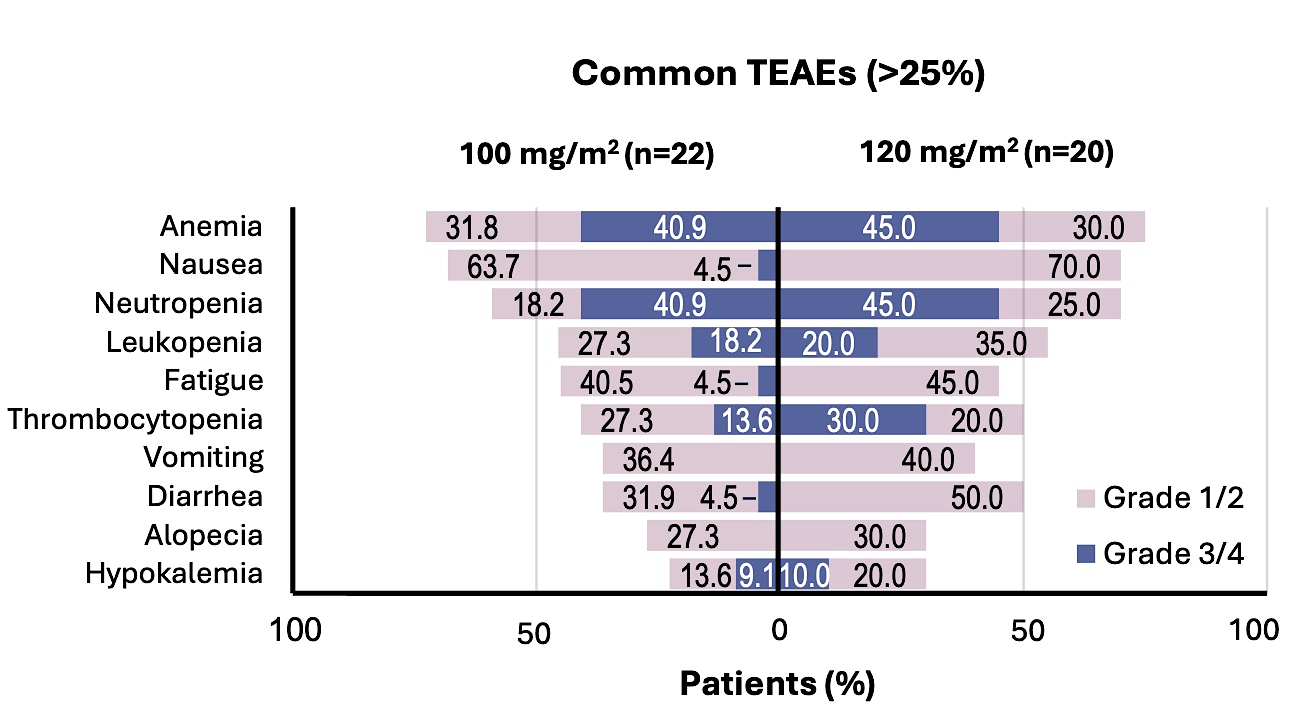 Common TEAEs (>25%)
100 mg/m² (n=22) 120 mg/m² (n=20)
Anemia 31.8 40.9 45.0 30.0
Nausea 63.7 4.5 – 70.0
Neutropenia 18.2 40.9 45.0 25.0
Leukopenia 27.3 18.2 20.0 35.0
Fatigue 40.5 4.5 – 45.0
Thrombocytopenia 27.3 13.6 30.0 20.0
Vomiting 36.4 40.0
Diarrhea 31.9 4.5 – 50.0
Alopecia 27.3 30.0
Hypokalemia 13.6 9.1 10.0 20.0
Grade 1/2
Grade 3/4
100 50 0 50 100
Patients (%)